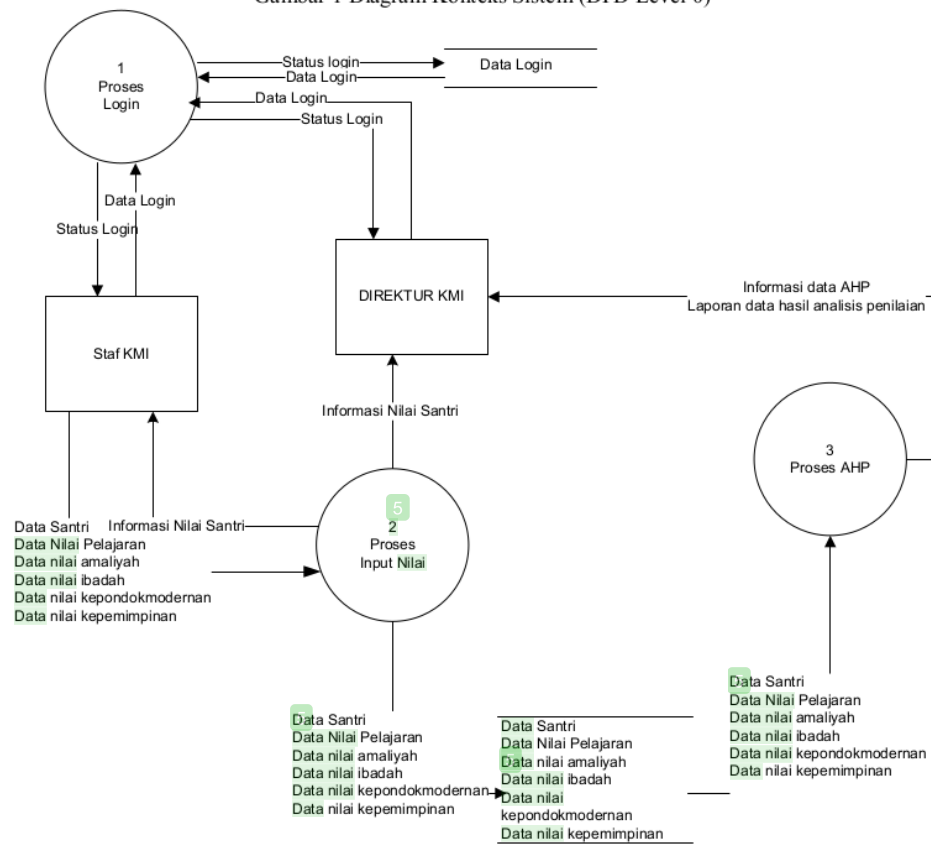 Gambar 1 Diagram Konteks Sistem (DFD Level 0)
1
Proses
Login
Status login
Data Login
Data Login
Data Login
Status Login
Data Login
Status Login
DIREKTUR KMI
Informasi data AHP
Laporan data hasil analisis penilaian
Staf KMI
Informasi Nilai Santri
3
Proses AHP
5
2
Proses
Input Nilai
Data Santri
Data Nilai Pelajaran
Data nilai amaliyah
Data nilai ibadah
Data nilai kepondokmodernan
Data nilai kepemimpinan
Informasi Nilai Santri
Data Santri
Data Nilai Pelajaran
Data nilai amaliyah
Data nilai ibadah
Data nilai kepondokmodernan
Data nilai kepemimpinan
Data Santri
Data Nilai Pelajaran
Data nilai amaliyah
Data nilai ibadah
Data nilai
kepondokmodernan
Data nilai kepemimpinan
Data Santri
Data Nilai Pelajaran
Data nilai amaliyah
Data nilai ibadah
Data nilai kepondokmodernan
Data nilai kepemimpinan